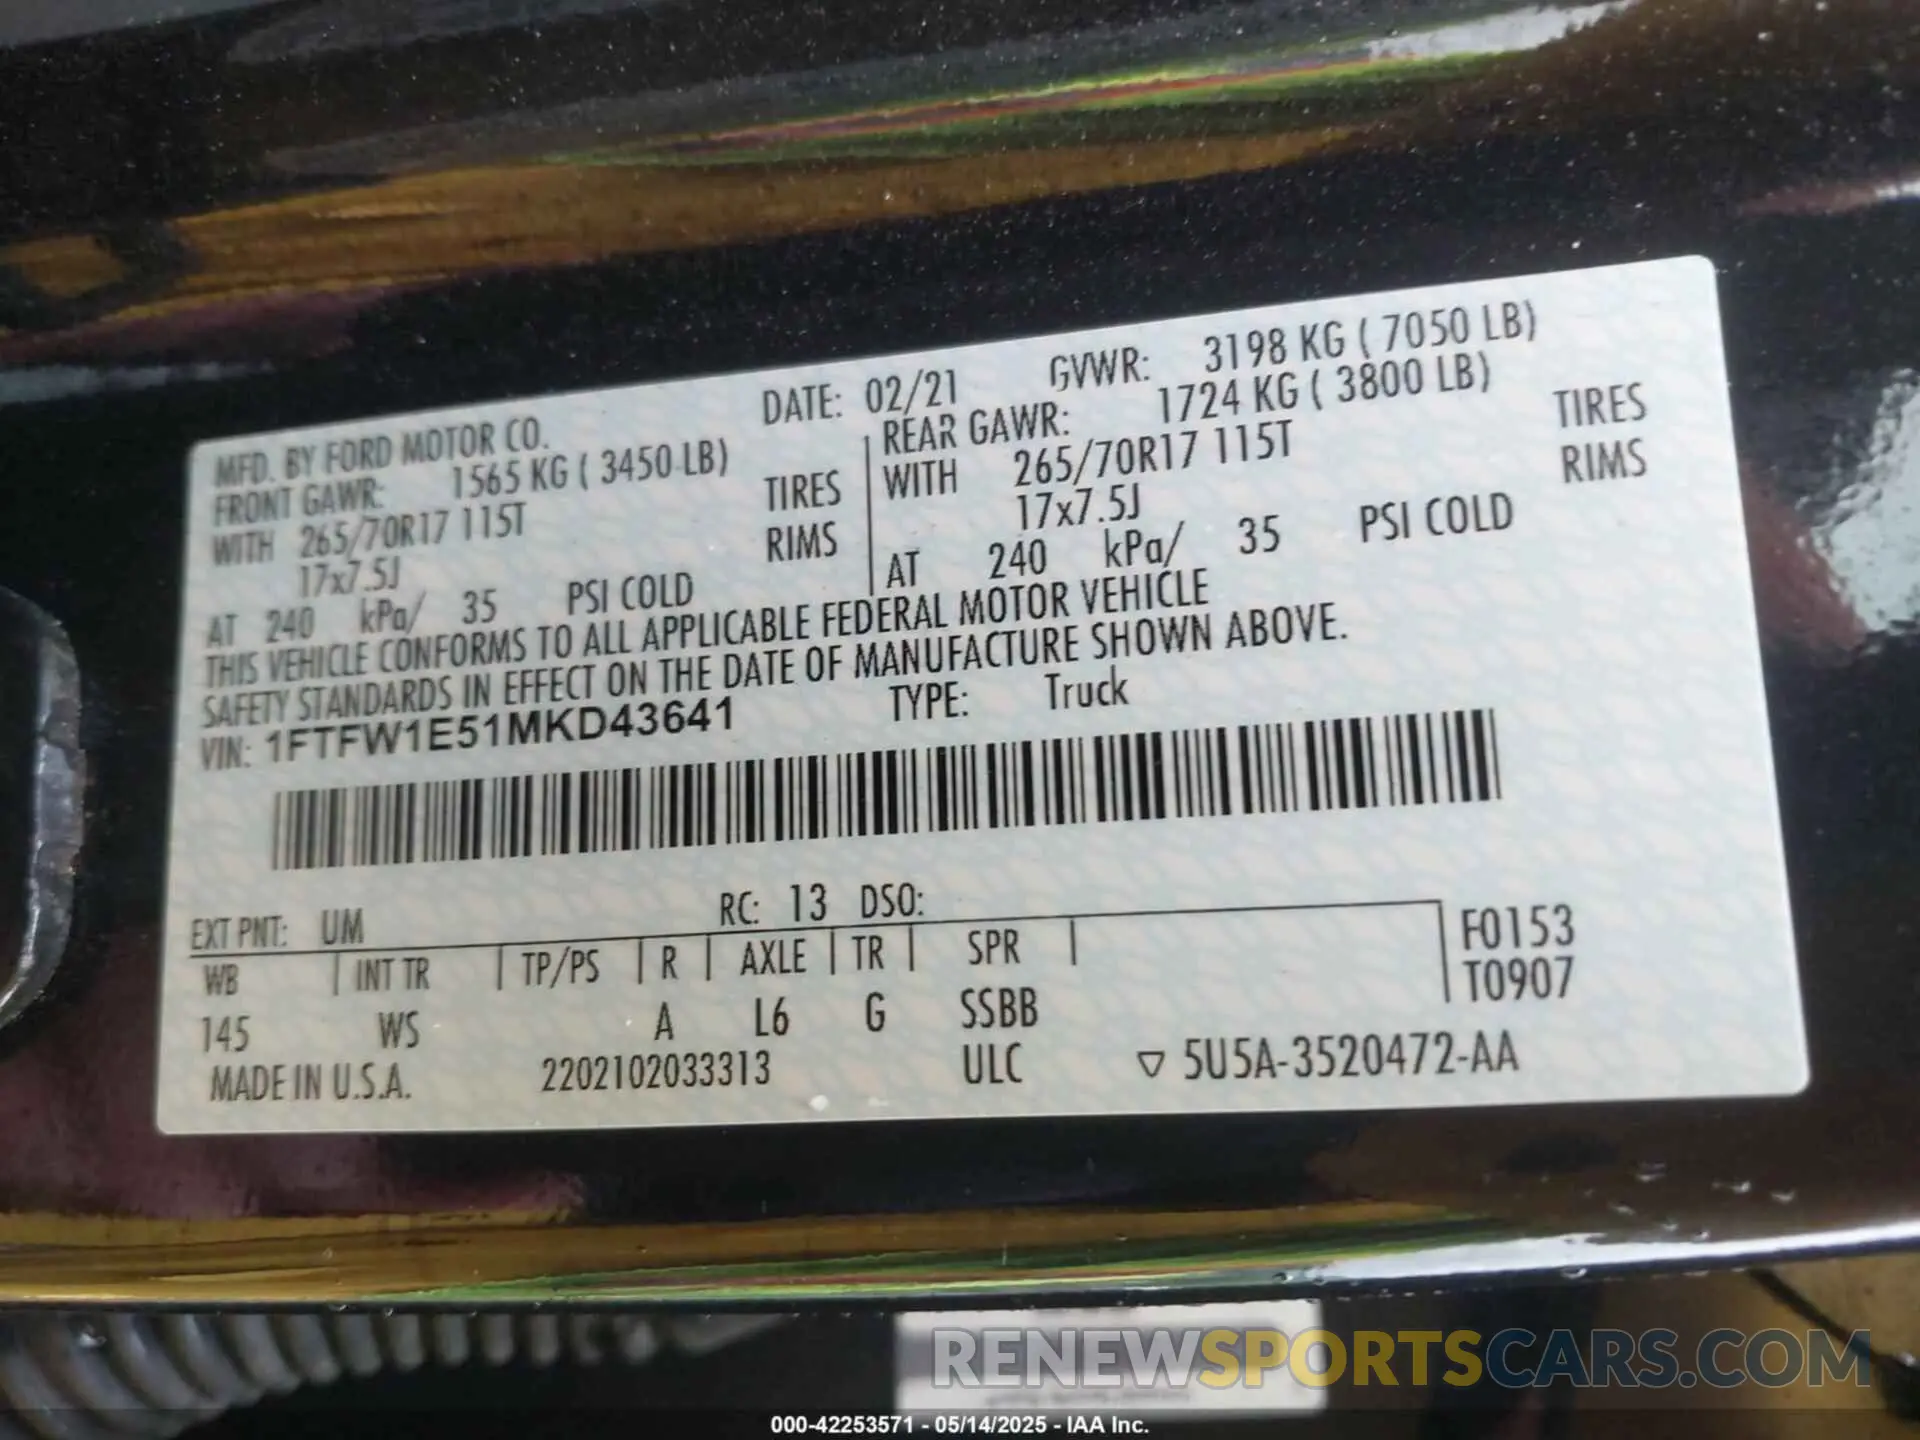 MFD. BY FORD MOTOR CO. DATE: 02/21 GVWR: 3198 KG ( 7050 LB)
FRONT GAWR: 1565 KG ( 3450 LB) REAR GAWR: 1724 KG ( 3800 LB)
WITH 265/70R17 115T TIRES WITH 265/70R17 115T TIRES
17x7.5J RIMS 17x7.5J RIMS
AT 240 kPa/ 35 PSI COLD AT 240 kPa/ 35 PSI COLD
THIS VEHICLE CONFORMS TO ALL APPLICABLE FEDERAL MOTOR VEHICLE
SAFETY STANDARDS IN EFFECT ON THE DATE OF MANUFACTURE SHOWN ABOVE.
VIN: 1FTFW1E51MKD43641 TYPE: Truck
EXT PNT: UM RC: 13 DSO:
WB INT TR TP/PS R AXLE TR SPR F0153
T0907
145 WS A L6 G SSBB
MADE IN U.S.A. 2202102033313 ULC ▽ 5U5A-3520472-AA
RENEWSPORTSCARS.COM
000-42253571 - 05/14/2025 - IAA Inc.